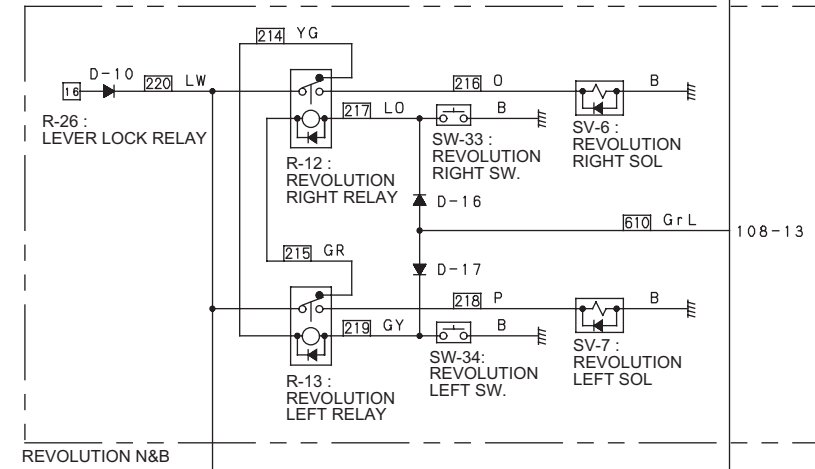 214 YG
D-10
16
220 LW
R-26 :
LEVER LOCK RELAY
217 LO
R-12 :
REVOLUTION
RIGHT RELAY
216 O
B
SW-33 :
REVOLUTION
RIGHT SW.
B
SV-6 :
REVOLUTION
RIGHT SOL
D-16
610 GrL
108-13
215 GR
D-17
218 P
219 GY
R-13 :
REVOLUTION
LEFT RELAY
B
SW-34:
REVOLUTION
LEFT SW.
B
SV-7 :
REVOLUTION
LEFT SOL
REVOLUTION N&B